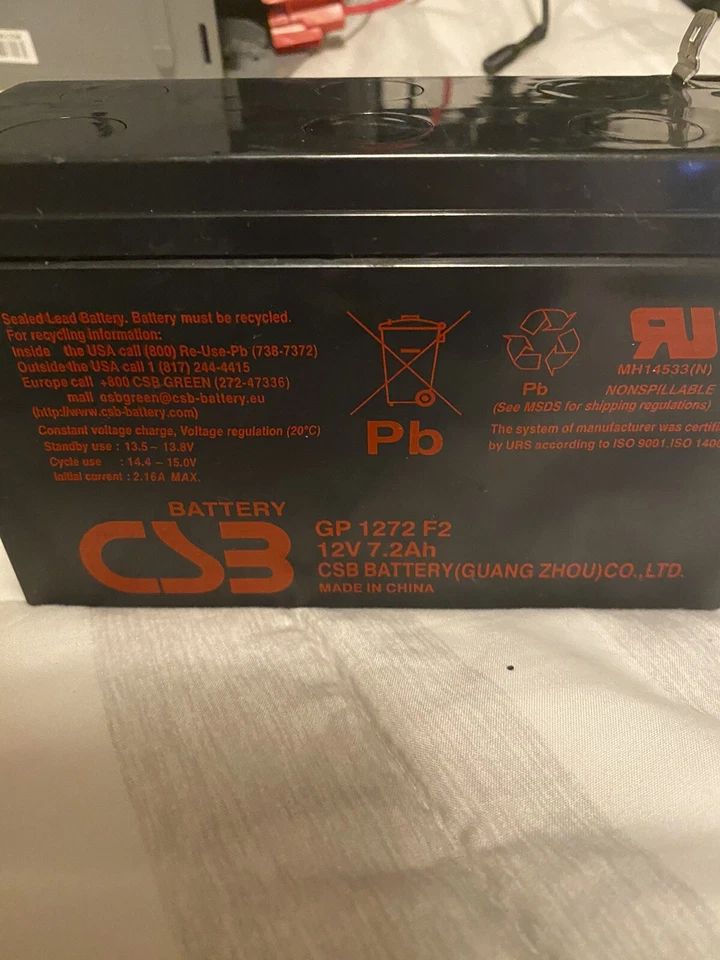 Sealed Lead Battery. Battery must be recycled.
For recycling information:
Inside the USA call (800) Re-Use-Pb (738-7372)
Outside the USA call 1 (817) 244-4415
Europe call +800 CSB GREEN (272-47336)
mail csbgreen@csb-battery.eu
(http://www.csb-battery.com)
Constant voltage charge, Voltage regulation (20°C)
Standby use : 13.5 ~ 13.8V
Cycle use : 14.4 ~ 15.0V
Initial current : 2.16A MAX.
Pb
Pb
RU
MH14533(N)
NONSPILLABLE
(See MSDS for shipping regulations)
The system of manufacturer was certifi
by URS according to ISO 9001.ISO 1400
BATTERY
CSB
GP 1272 F2
12V 7.2Ah
CSB BATTERY(GUANG ZHOU)CO.,LTD.
MADE IN CHINA